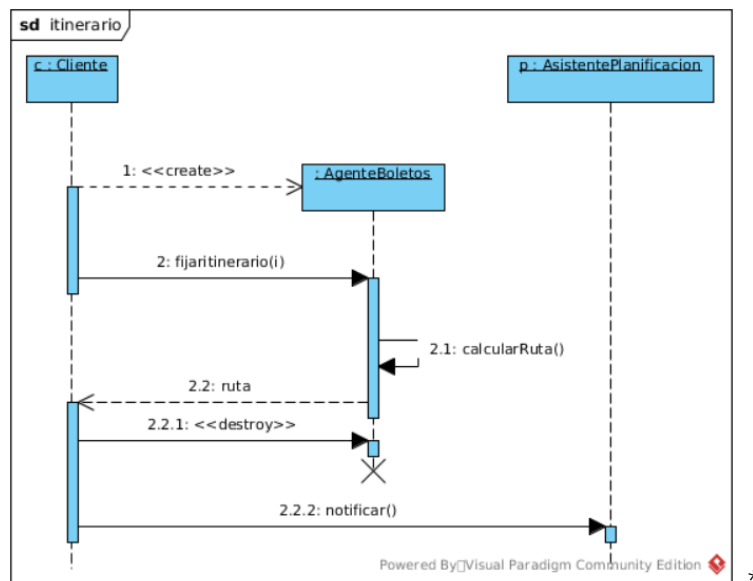 sd itinerario
c : Cliente
p : AsistentePlanificacion
1: <<create>>
: AgenteBoletos
2: fijaritinerario(i)
2.1: calcularRuta()
2.2: ruta
2.2.1: <<destroy>>
2.2.2: notificar()
Powered By Visual Paradigm Community Edition